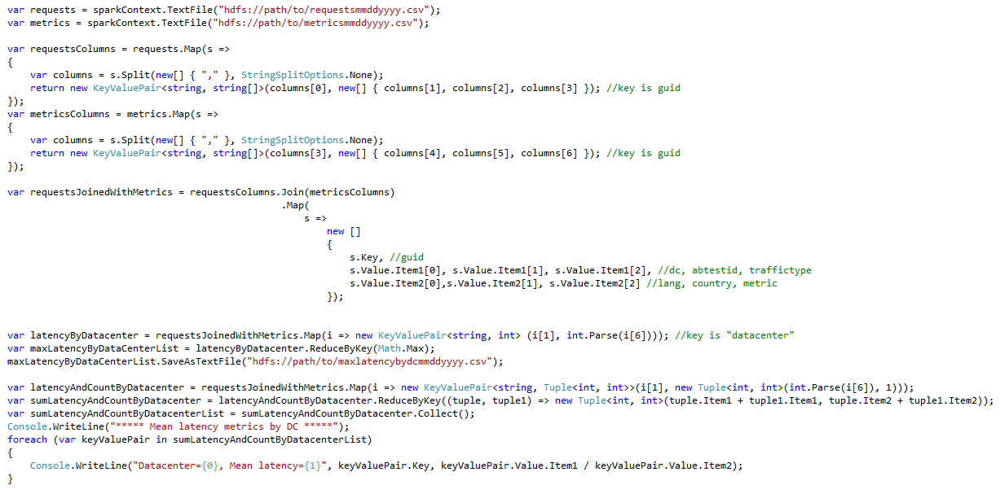 var requests = sparkContext.TextFile("hdfs://path/to/requestsmmddyyyy.csv");
var metrics = sparkContext.TextFile("hdfs://path/to/metricsmmddyyyy.csv");

var requestsColumns = requests.Map(s =>
{
    var columns = s.Split(new[] { "," }, StringSplitOptions.None);
    return new KeyValuePair<string, string[]>(columns[0], new[] { columns[1], columns[2], columns[3] }); //key is guid
});
var metricsColumns = metrics.Map(s =>
{
    var columns = s.Split(new[] { "," }, StringSplitOptions.None);
    return new KeyValuePair<string, string[]>(columns[3], new[] { columns[4], columns[5], columns[6] }); //key is guid
});

var requestsJoinedWithMetrics = requestsColumns.Join(metricsColumns)
                                                .Map(
                                                    s =>
                                                        new []
                                                        {
                                                            s.Key, //guid
                                                            s.Value.Item1[0], s.Value.Item1[1], s.Value.Item1[2], //dc, abtestid, traffictype
                                                            s.Value.Item2[0],s.Value.Item2[1], s.Value.Item2[2] //lang, country, metric
                                                        });

var latencyByDatacenter = requestsJoinedWithMetrics.Map(i => new KeyValuePair<string, int> (i[1], int.Parse(i[6]))); //key is "datacenter"
var maxLatencyByDataCenterList = latencyByDatacenter.ReduceByKey(Math.Max);
maxLatencyByDataCenterList.SaveAsTextFile("hdfs://path/to/maxlatencybydcmmddyyyy.csv");

var latencyAndCountByDatacenter = requestsJoinedWithMetrics.Map(i => new KeyValuePair<string, Tuple<int, int>>(i[1], new Tuple<int, int>(int.Parse(i[6]), 1)));
var sumLatencyAndCountByDatacenter = latencyAndCountByDatacenter.ReduceByKey((tuple, tuple1) => new Tuple<int, int>(tuple.Item1 + tuple1.Item1, tuple.Item2 + tuple1.Item2));
var sumLatencyAndCountByDatacenterList = sumLatencyAndCountByDatacenter.Collect();
Console.WriteLine("***** Mean latency metrics by DC *****");
foreach (var keyValuePair in sumLatencyAndCountByDatacenterList)
{
    Console.WriteLine("Datacenter={0}, Mean latency={1}", keyValuePair.Key, keyValuePair.Value.Item1 / keyValuePair.Value.Item2);
}